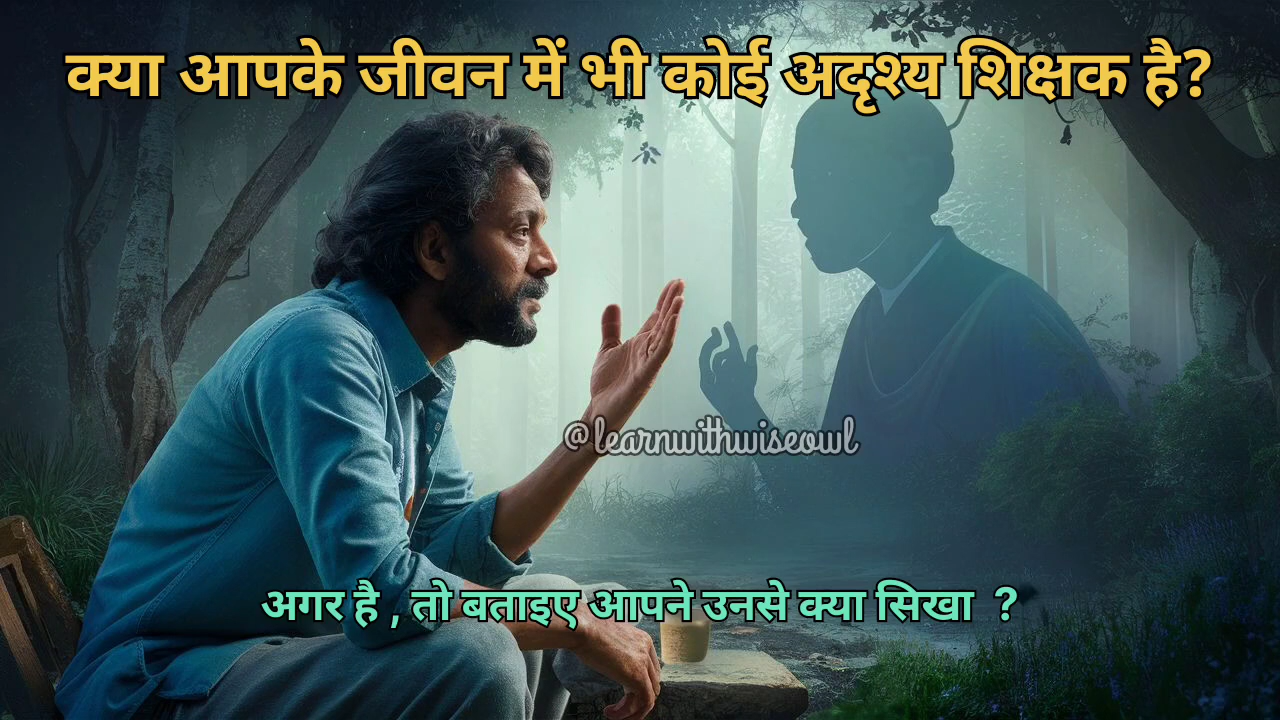 क्या आपके जीवन में भी कोई अदृश्य शिक्षक है?
@learnwithwiseowl
अगर है , तो बताइए आपने उनसे क्या सिखा ?